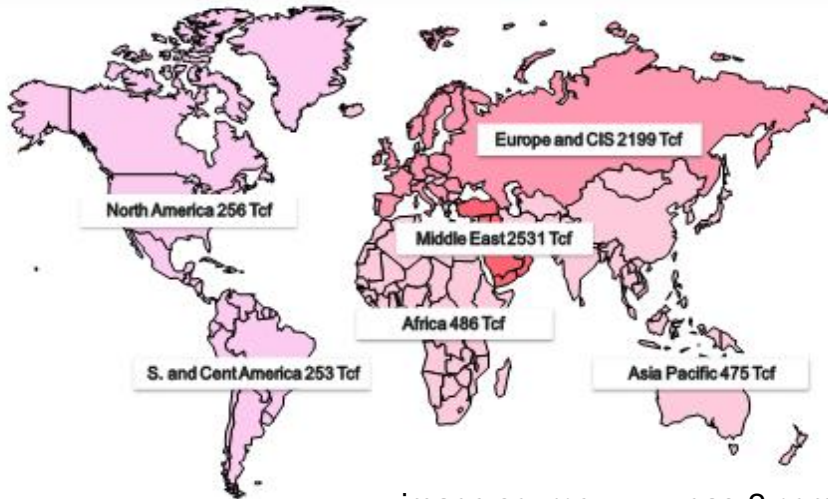 Europe and CIS 2199 Tcf
North America 256 Tcf
Middle East 2531 Tcf
Africa 486 Tcf
S. and Cent America 253 Tcf
Asia Pacific 475 Tcf